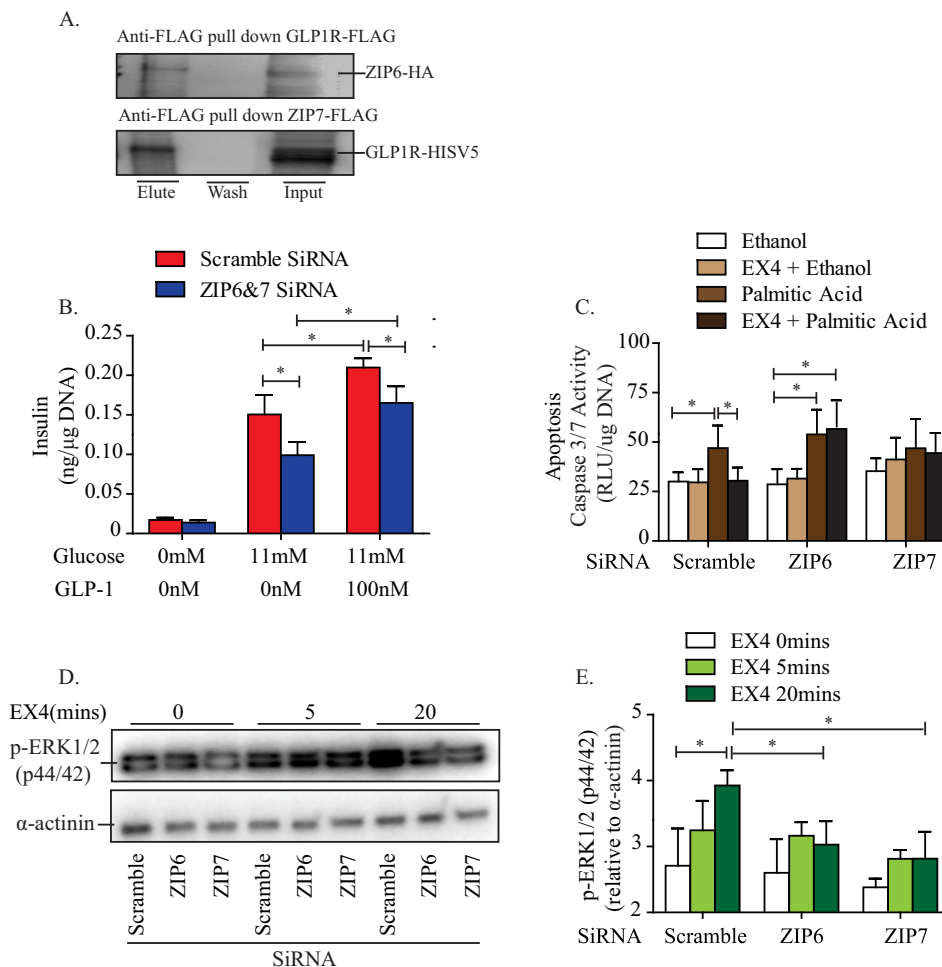 A.
Anti-FLAG pull down GLP1R-FLAG
ZIP6-HA
Anti-FLAG pull down ZIP7-FLAG
GLP1R-HISV5
Elute Wash Input
B.
Scramble SiRNA
ZIP6&7 SiRNA
Insulin
(ng/µg DNA)
0.25
0.20
0.15
0.10
0
* * * *
Glucose 0mM 11mM 11mM
GLP-1 0nM 0nM 100nM
C.
Ethanol
EX4 + Ethanol
Palmitic Acid
EX4 + Palmitic Acid
Apoptosis
Caspase 3/7 Activity
(RLU/ug DNA)
100
75
50
25
0
* * * *
SiRNA Scramble ZIP6 ZIP7
D.
EX4(mins) 0 5 20
p-ERK1/2
(p44/42)
α-actinin
Scramble ZIP6 ZIP7 Scramble ZIP6 ZIP7 Scramble ZIP6 ZIP7
SiRNA
E.
EX4 0mins
EX4 5mins
EX4 20mins
p-ERK1/2 (p44/42)
(relative to α-actinin)
5
4
3
2
* * *
SiRNA Scramble ZIP6 ZIP7